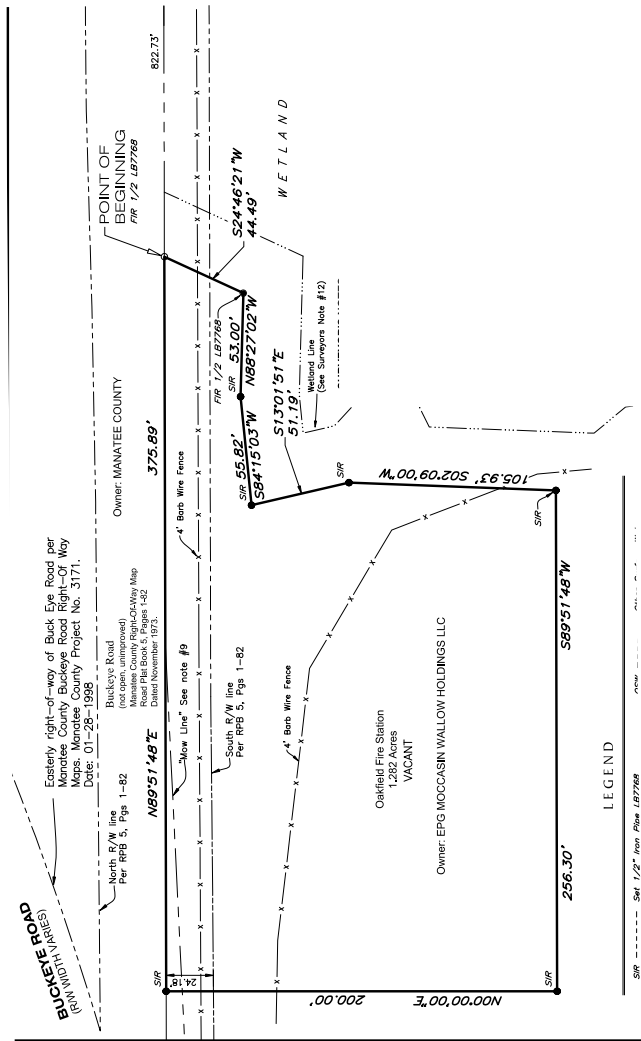 Easterly right-of-way of Buck Eye Road per
Manatee County Buckeye Road Right-Of Way
Maps. Manatee County Project No. 3171.
Date: 01-28-1998
BUCKEYE ROAD
(R/W WIDTH VARIES)
North R/W line
Per RPB 5, Pgs 1-82
Buckeye Road
(not open, unimproved)
Manatee County Right-Of-Way Map
Road Plat Book 5, Pages 1-82
Dated November 1973.
Owner: MANATEE COUNTY
POINT OF
BEGINNING
FIR 1/2 LB7768
822.73'
N89°51'48"E
375.89'
SIR
24.18'
"Mow Line" See note #9
4' Barb Wire Fence
South R/W line
Per RPB 5, Pgs 1-82
S24°46'21"W
44.49'
WETLAND
FIR 1/2 LB7768
53.00'
N88°27'02"W
SIR
55.82'
S84°15'03"W
SIR
S13°01'51"E
51.19'
Wetland Line
(See Surveyors Note #12)
SIR
S02°09'00"W
105.93'
SIR
4' Barb Wire Fence
Oakfield Fire Station
1.282 Acres
VACANT
Owner: EPG MOCCASIN WALLOW HOLDINGS LLC
N00°00'00"E
200.00'
SIR
256.30'
S89°51'48"W
LEGEND
SIR ------ Set 1/2" Iron Pipe LB7768